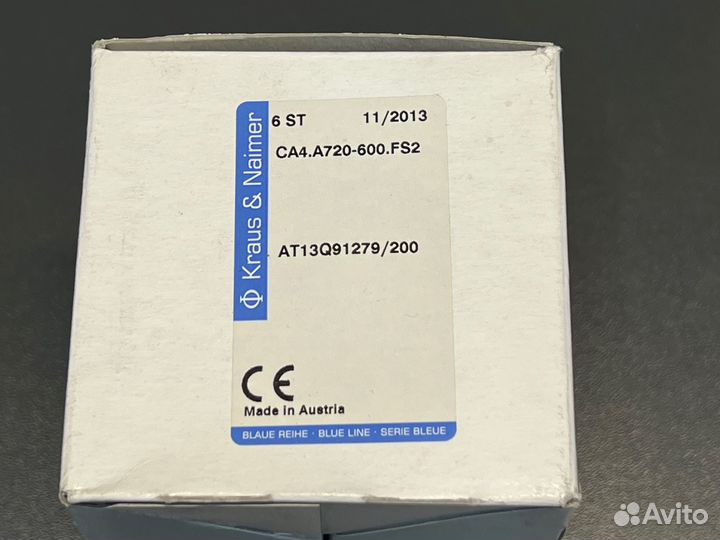 6 ST 11/2013
CA4.A720-600.FS2
AT13Q91279/200
Kraus & Naimer
CE
Made in Austria
BLAUE REIHE · BLUE LINE · SERIE BLEUE
Avito